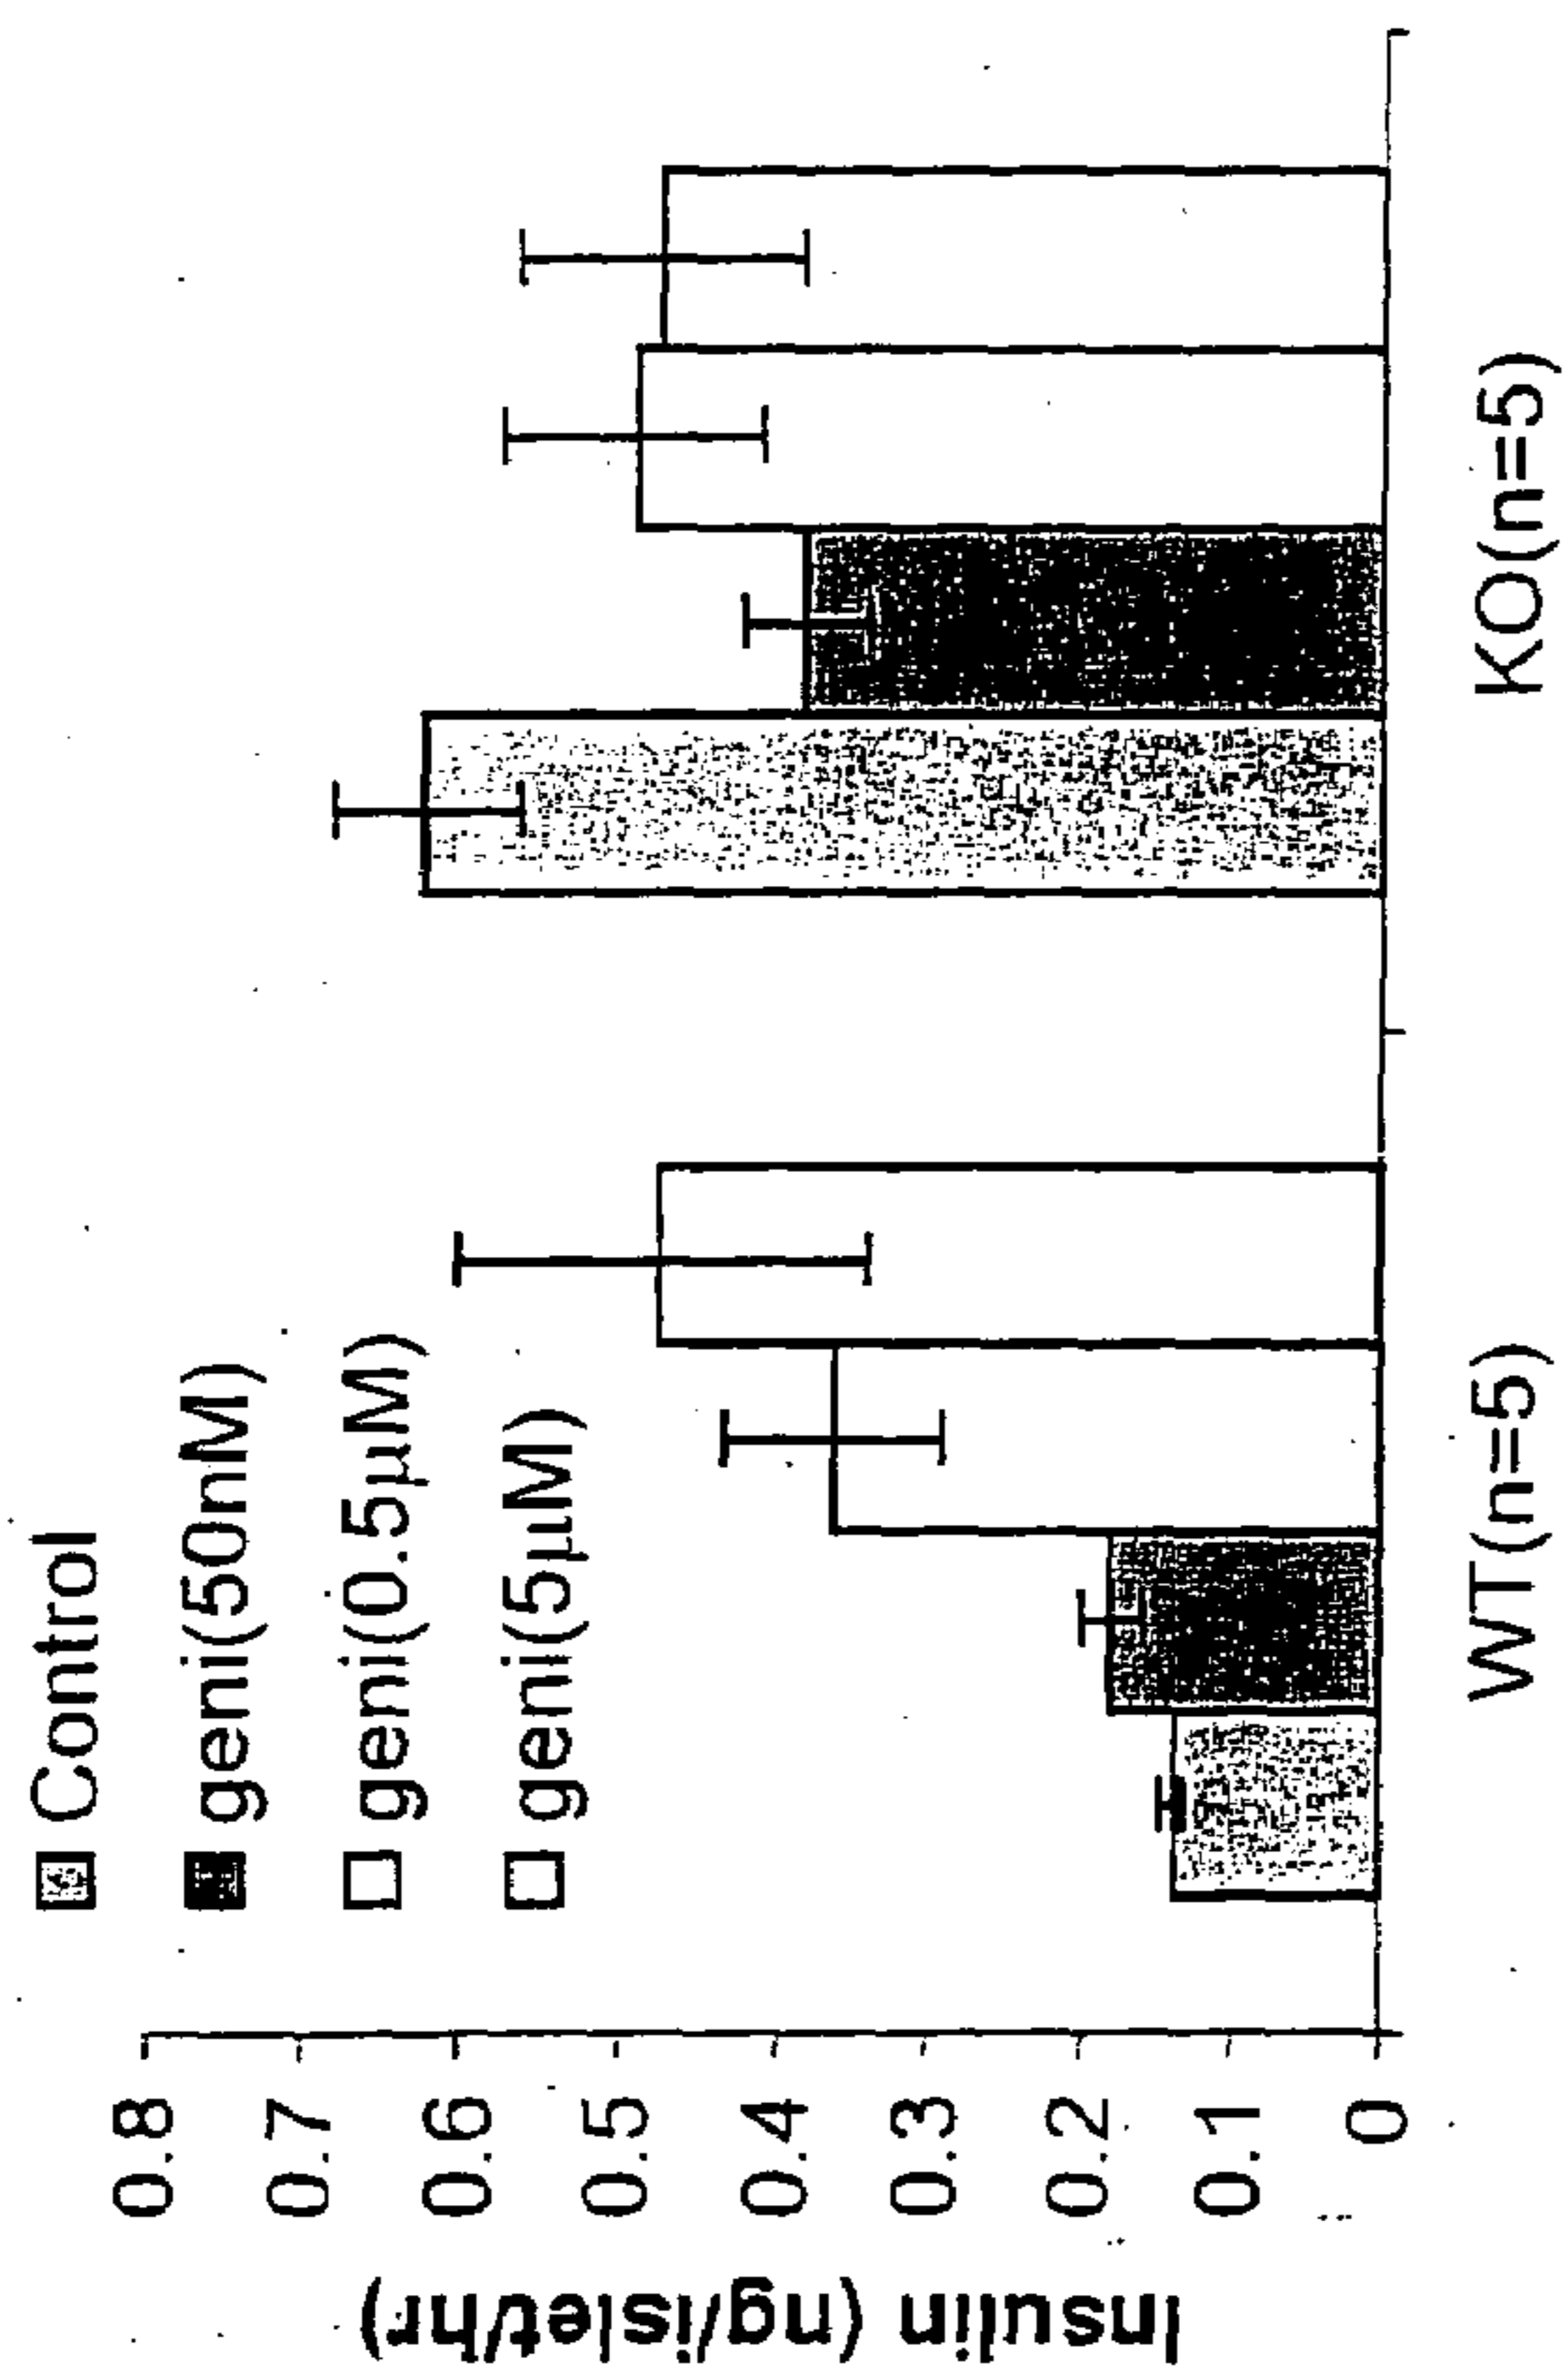 Control
geni(50nM)
geni(0.5μM)
geni(5μM)
Insulin (ng/islet/hr)
0.8
0.7
0.6
0.5
0.4
0.3
0.2
0.1
0
WT(n=5)
KO(n=5)